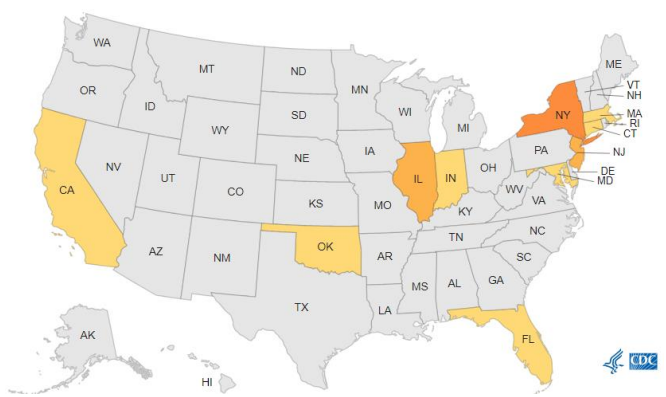 WA
MT
ND
MN
ME
VT
NH
OR
ID
SD
WI
MI
NY
MA
RI
CT
WY
IA
PA
NJ
NE
OH
DE
MD
NV
UT
CO
IL
IN
WV
VA
CA
KS
MO
KY
NC
TN
AZ
NM
OK
AR
SC
MS
AL
GA
TX
LA
AK
FL
HI
CDC